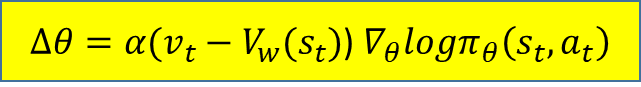 Δθ = α(v_t − V_w(s_t)) ∇_θ logπ_θ(s_t, a_t)